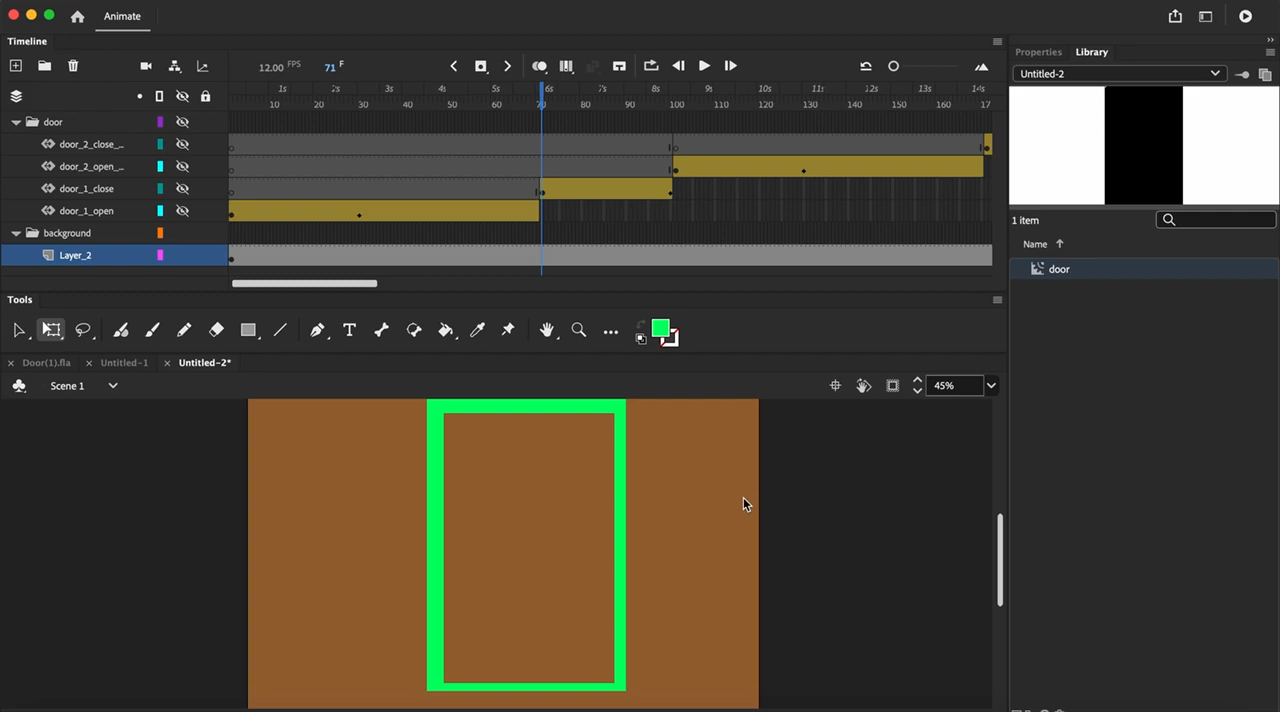 Animate
Timeline
Properties Library
12.00 FPS 71 F
Untitled-2
1s 2s 3s 4s 5s 6s 7s 8s 9s 10s 11s 12s 13s 14s
10 20 30 40 50 60 70 80 90 100 110 120 130 140 150 160 17
door
door_2_close_...
door_2_open_...
door_1_close
door_1_open
background
Layer_2
1 item
Name
door
Tools
T
Door(1).fla Untitled-1 Untitled-2*
Scene 1 45%